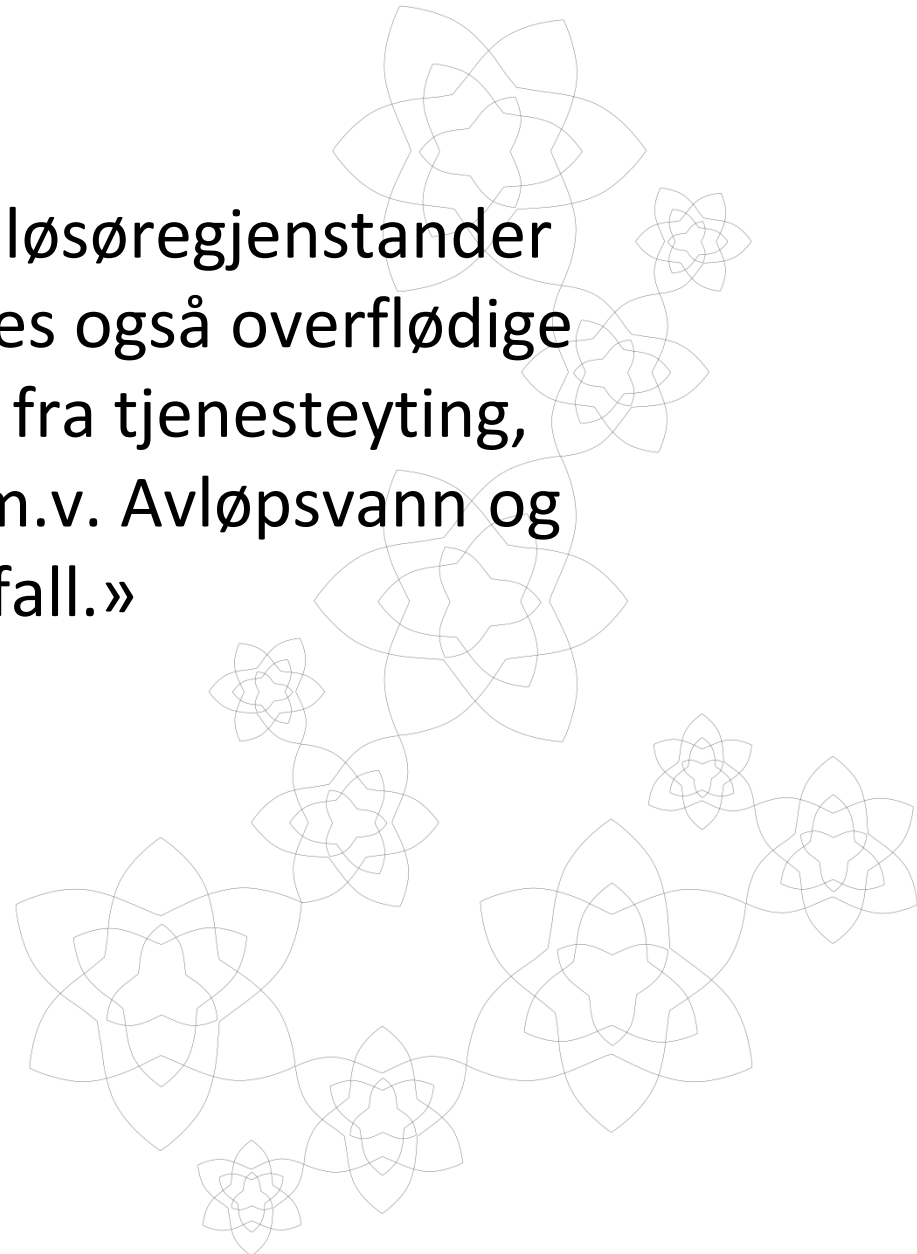 løsøregjenstander
es også overflødige
fra tjenesteyting,
m.v. Avløpsvann og
fall.»